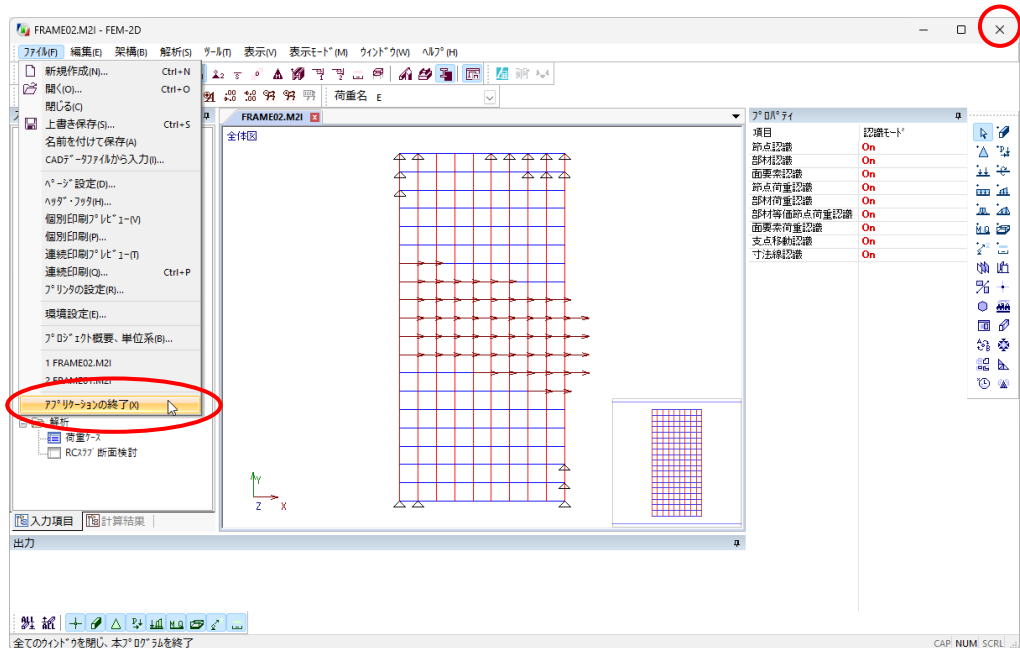 FRAME02.M2I - FEM-2D
ﾌｧｲﾙ(F) 編集(E) 架構(B) 解析(S) ﾂｰﾙ(T) 表示(V) 表示ﾓｰﾄﾞ(M) ｳｨﾝﾄﾞｳ(W) ﾍﾙﾌﾟ(H)
新規作成(N)... Ctrl+N
開く(O)... Ctrl+O
閉じる(C)
上書き保存(S)... Ctrl+S
名前を付けて保存(A)
CADﾃﾞｰﾀﾌｧｲﾙから入力(I)...
ﾍﾟｰｼﾞ設定(D)...
ﾍｯﾀﾞ・ﾌｯﾀ(H)...
個別印刷ﾌﾟﾚﾋﾞｭｰ(V)
個別印刷(P)...
連続印刷ﾌﾟﾚﾋﾞｭｰ(T)
連続印刷(Q)... Ctrl+P
ﾌﾟﾘﾝﾀの設定(R)...
環境設定(E)...
ﾌﾟﾛｼﾞｪｸﾄ概要、単位系(B)...
1 FRAME02.M2I
2 FRAME01.M2I
ｱﾌﾟﾘｹｰｼｮﾝの終了(X)
解析
荷重ｹｰｽ
RCｽﾗﾌﾞ断面検討
入力項目 計算結果
荷重名 E
FRAME02.M2I
全体図
Y
Z X
ﾌﾟﾛﾊﾟﾃｨ
項目 認識ﾓｰﾄﾞ
節点認識 On
部材認識 On
面要素認識 On
節点荷重認識 On
部材荷重認識 On
部材等価節点荷重認識 On
面要素荷重認識 On
支点移動認識 On
寸法線認識 On
出力
全てのｳｨﾝﾄﾞｳを閉じ、本ﾌﾟﾛｸﾞﾗﾑを終了
CAP NUM SCRL